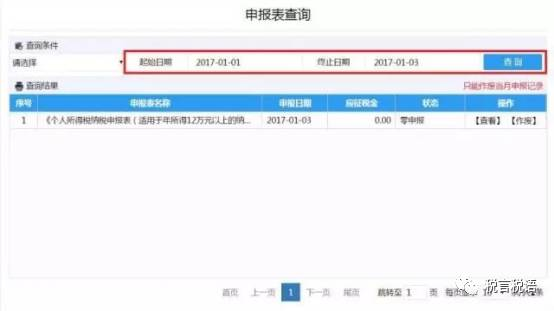 申报表查询
查询条件
请选择 起始日期 2017-01-01 终止日期 2017-01-03 查询
查询结果 只能作废当月申报记录
序号 申报表名称 申报日期 应征税金 状态 操作
1 《个人所得税纳税申报表（适用于年所得12万元以上的纳... 2017-01-03 0.00 零申报 【查看】 【作废】
首页 上一页 1 下一页 尾页 跳转至 1 页 每页显示 10
税言税语